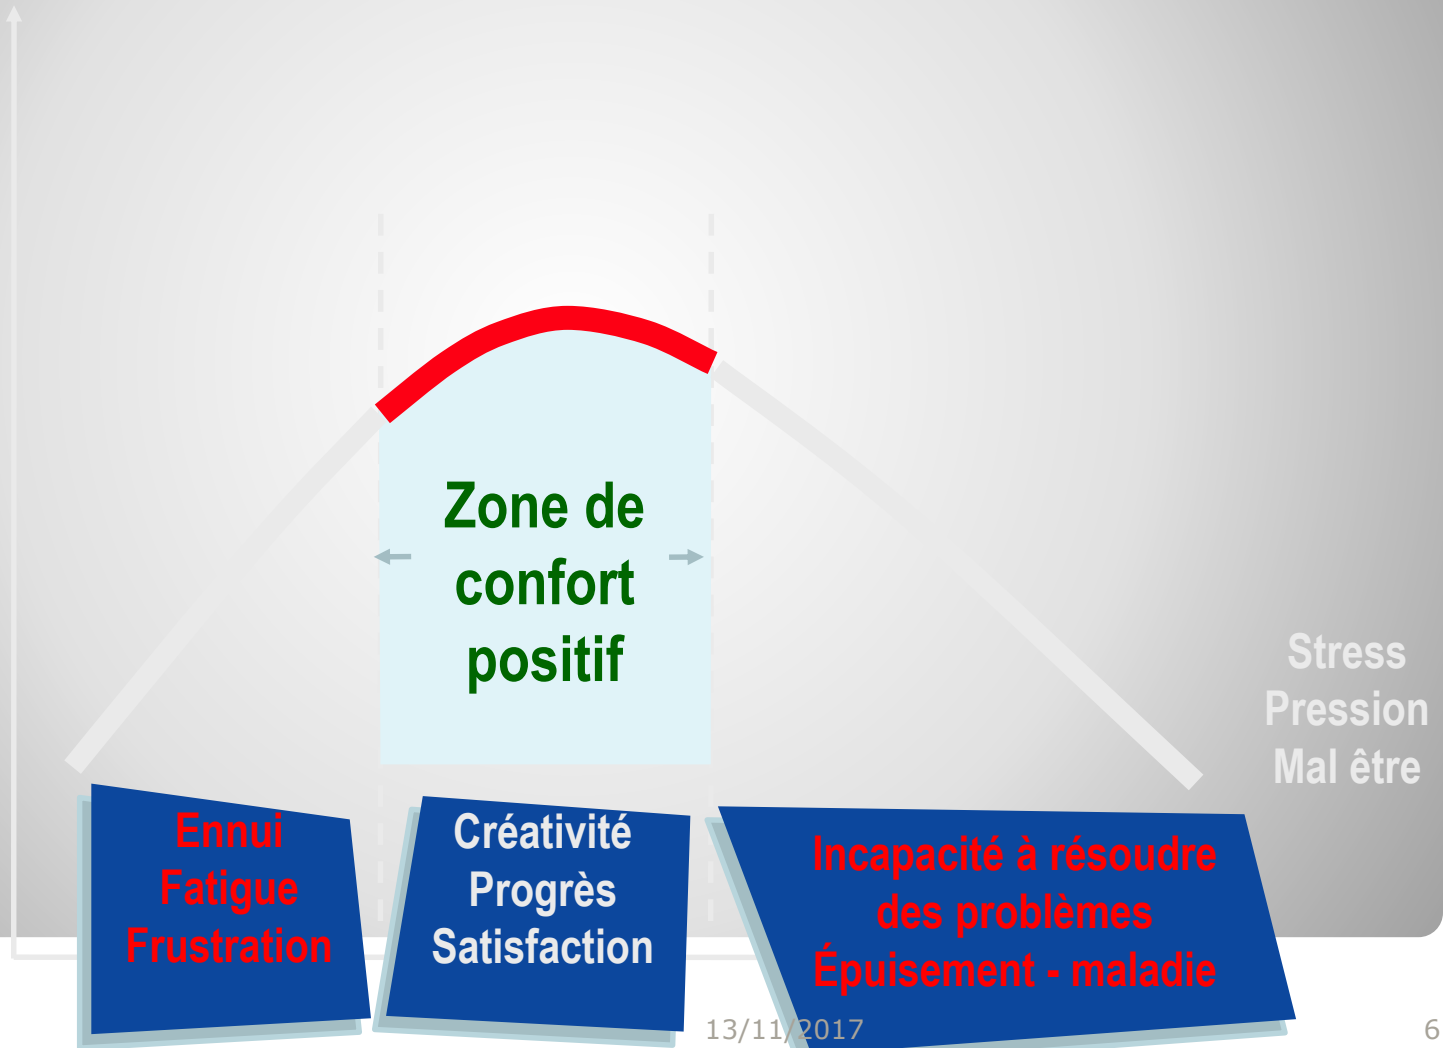 Zone de
confort
positif
Stress
Pression
Mal être
Ennui
Fatigue
Frustration
Créativité
Progrès
Satisfaction
Incapacité à résoudre
des problèmes
Épuisement - maladie
13/11/2017
6